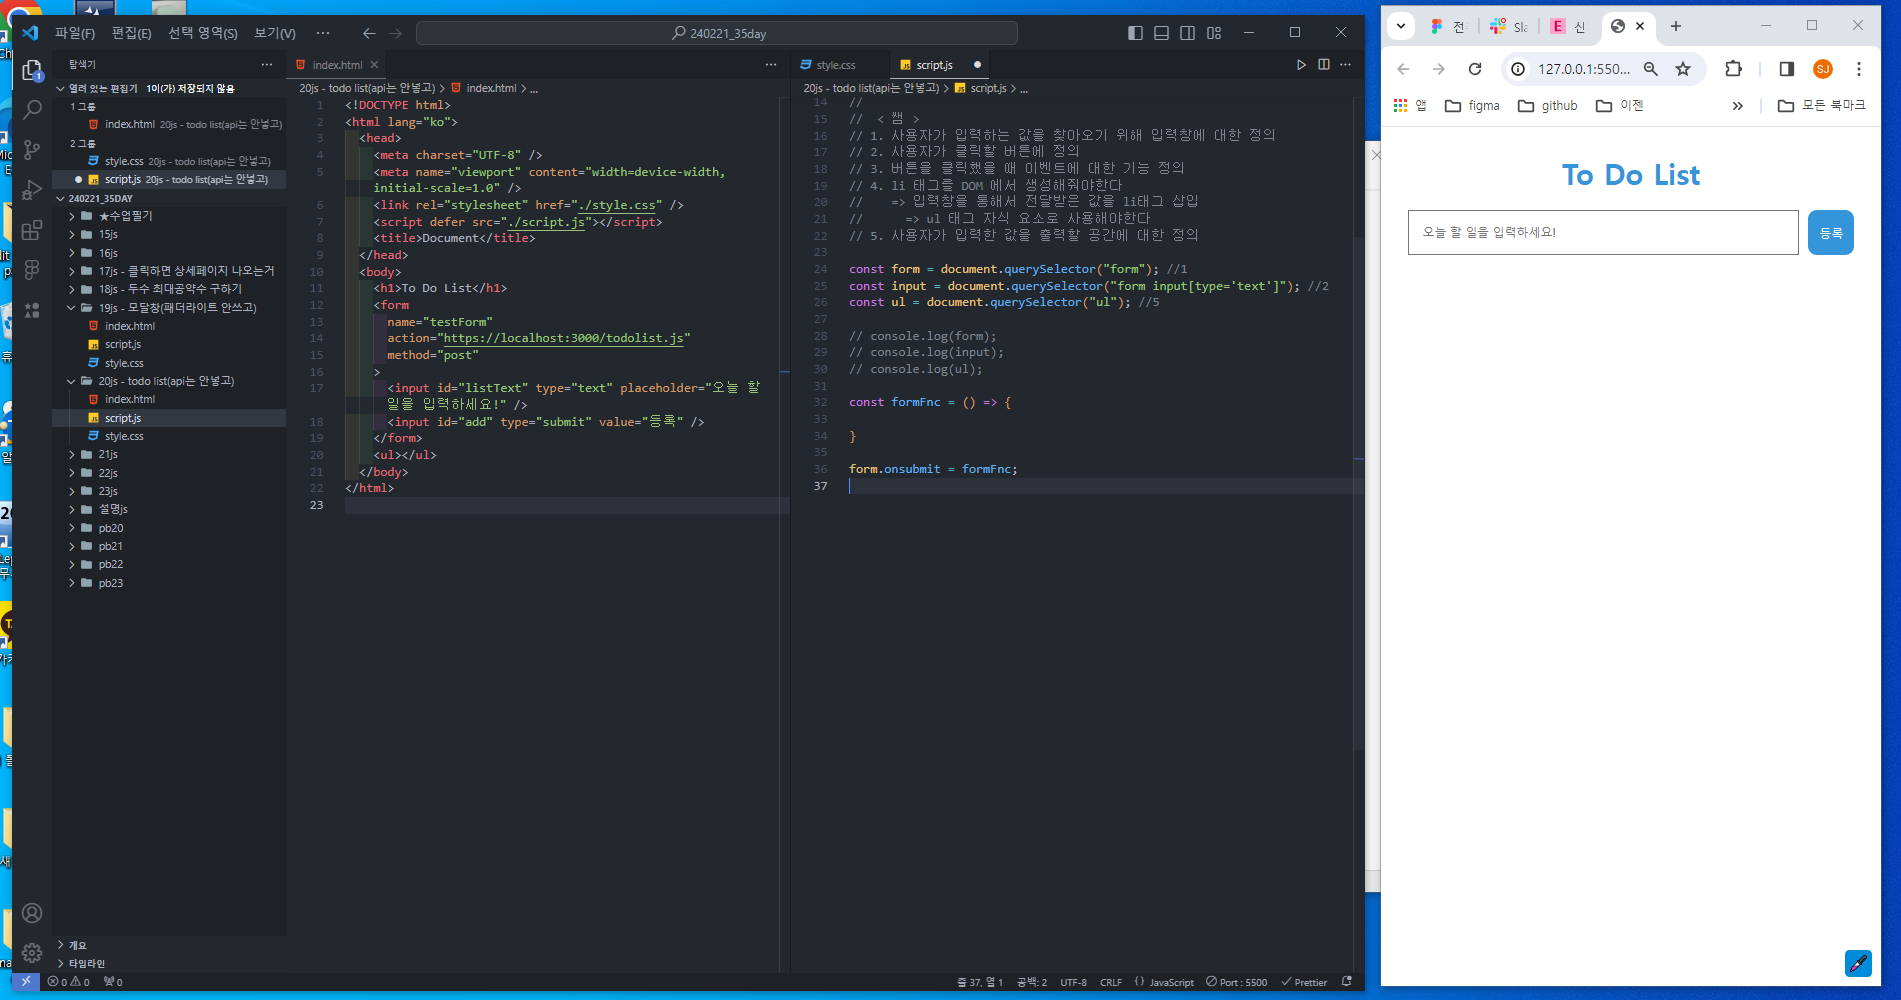 파일(F) 편집(E) 선택 영역(S) 보기(V) ··· 240221_35day
탐색기
열려 있는 편집기 1이(가) 저장되지 않음
1 그룹
index.html 20js - todo list(api는 안넣고)
2 그룹
style.css 20js - todo list(api는 안넣고)
script.js 20js - todo list(api는 안넣고)
240221_35DAY
★수업필기
15js
16js
17js - 클릭하면 상세페이지 나오는거
18js - 두수 최대공약수 구하기
19js - 모달창(패더라이트 안쓰고)
index.html
script.js
style.css
20js - todo list(api는 안넣고)
index.html
script.js
style.css
21js
22js
23js
설명js
pb20
pb21
pb22
pb23
개요
타임라인
index.html
20js - todo list(api는 안넣고) > index.html > ...
1 <!DOCTYPE html>
2 <html lang="ko">
3 <head>
4 <meta charset="UTF-8" />
5 <meta name="viewport" content="width=device-width,
initial-scale=1.0" />
6 <link rel="stylesheet" href="./style.css" />
7 <script defer src="./script.js"></script>
8 <title>Document</title>
9 </head>
10 <body>
11 <h1>To Do List</h1>
12 <form
13 name="testForm"
14 action="https://localhost:3000/todolist.js"
15 method="post"
16 >
17 <input id="listText" type="text" placeholder="오늘 할
일을 입력하세요!" />
18 <input id="add" type="submit" value="등록" />
19 </form>
20 <ul></ul>
21 </body>
22 </html>
23
style.css script.js
20js - todo list(api는 안넣고) > script.js > ...
14 //
15 // < 쌤 >
16 // 1. 사용자가 입력하는 값을 찾아오기 위해 입력창에 대한 정의
17 // 2. 사용자가 클릭할 버튼에 정의
18 // 3. 버튼을 클릭했을 때 이벤트에 대한 기능 정의
19 // 4. li 태그를 DOM 에서 생성해줘야한다
20 // => 입력창을 통해서 전달받은 값을 li태그 삽입
21 // => ul 태그 자식 요소로 사용해야한다
22 // 5. 사용자가 입력한 값을 출력할 공간에 대한 정의
23
24 const form = document.querySelector("form"); //1
25 const input = document.querySelector("form input[type='text']"); //2
26 const ul = document.querySelector("ul"); //5
27
28 // console.log(form);
29 // console.log(input);
30 // console.log(ul);
31
32 const formFnc = () => {
33
34 }
35
36 form.onsubmit = formFnc;
37
0 0 0 줄 37, 열 1 공백: 2 UTF-8 CRLF {} JavaScript Port : 5500 Prettier
전 Sla 신
127.0.0.1:550... SJ
앱 figma github 이젠 » 모든 북마크
To Do List
오늘 할 일을 입력하세요! 등록